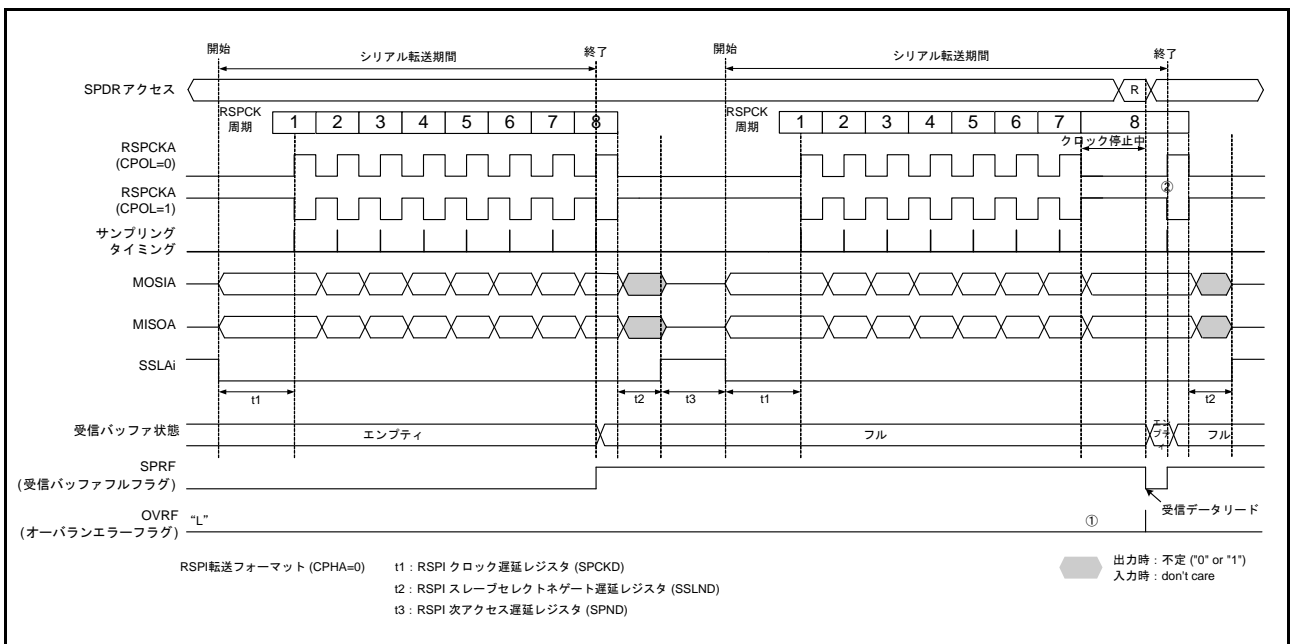 開始 シリアル転送期間 終了 開始 シリアル転送期間 終了
SPDRアクセス R
RSPCK
周期 1 2 3 4 5 6 7 8 RSPCK
周期 1 2 3 4 5 6 7 8
クロック停止中
RSPCKA
(CPOL=0)
②
RSPCKA
(CPOL=1)
サンプリング
タイミング
MOSIA
MISOA
SSLAi
t1 t2 t3 t1 t2
受信バッファ状態 エンプティ フル エンプティ フル
SPRF
(受信バッファフルフラグ)
受信データリード
OVRF
(オーバランエラーフラグ) “L” ①
RSPI転送フォーマット (CPHA=0)
t1 : RSPI クロック遅延レジスタ (SPCKD)
t2 : RSPI スレーブセレクトネゲート遅延レジスタ (SSLND)
t3 : RSPI 次アクセス遅延レジスタ (SPND)
出力時 : 不定 ("0" or "1")
入力時 : don't care